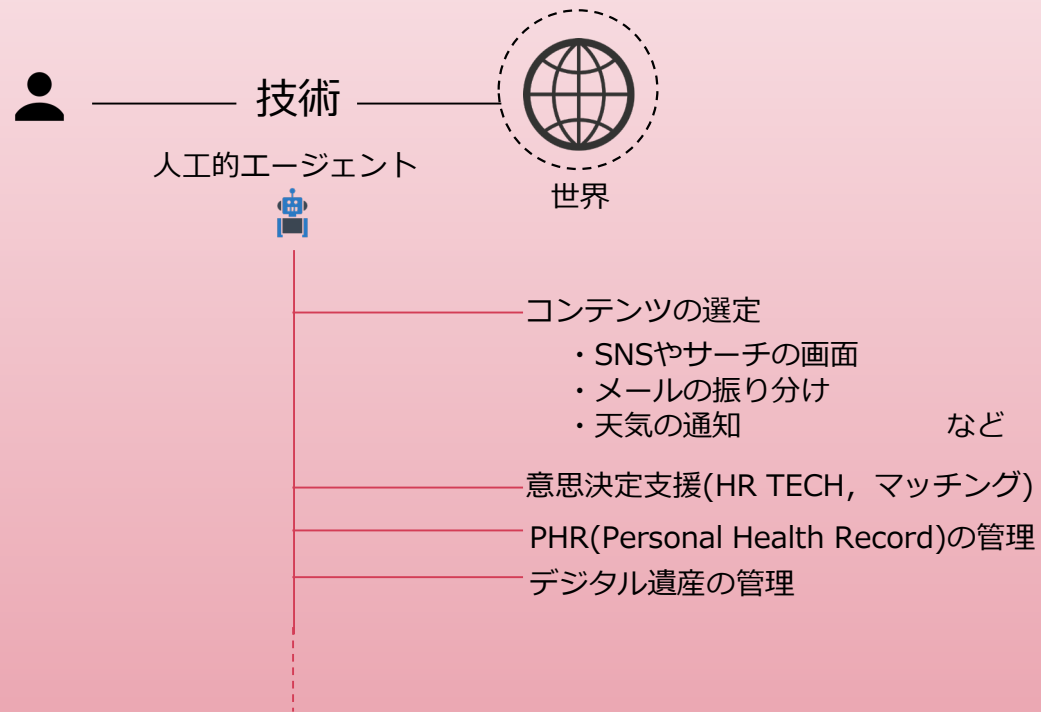 技術
人工的エージェント
世界
コンテンツの選定
・SNSやサーチの画面
・メールの振り分け
・天気の通知 など
意思決定支援(HR TECH，マッチング)
PHR(Personal Health Record)の管理
デジタル遺産の管理